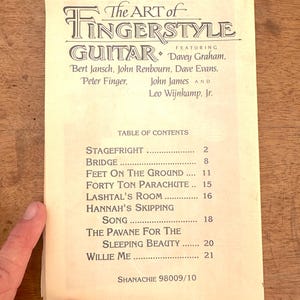 The ART of
FINGERSTYLE
GUITAR • FEATURING
Davey Graham,
Bert Jansch, John Renbourn, Dave Evans,
Peter Finger, John James AND
Leo Wijnkamp, Jr.
TABLE OF CONTENTS
STAGEFRIGHT ..................... 2
BRIDGE ............................. 8
FEET ON THE GROUND .... 11
FORTY TON PARACHUTE .. 15
LASHTAL'S ROOM ............ 16
HANNAH'S SKIPPING
SONG ........................ 18
THE PAVANE FOR THE
SLEEPING BEAUTY ....... 20
WILLIE ME ........................ 21
SHANACHIE 98009/10